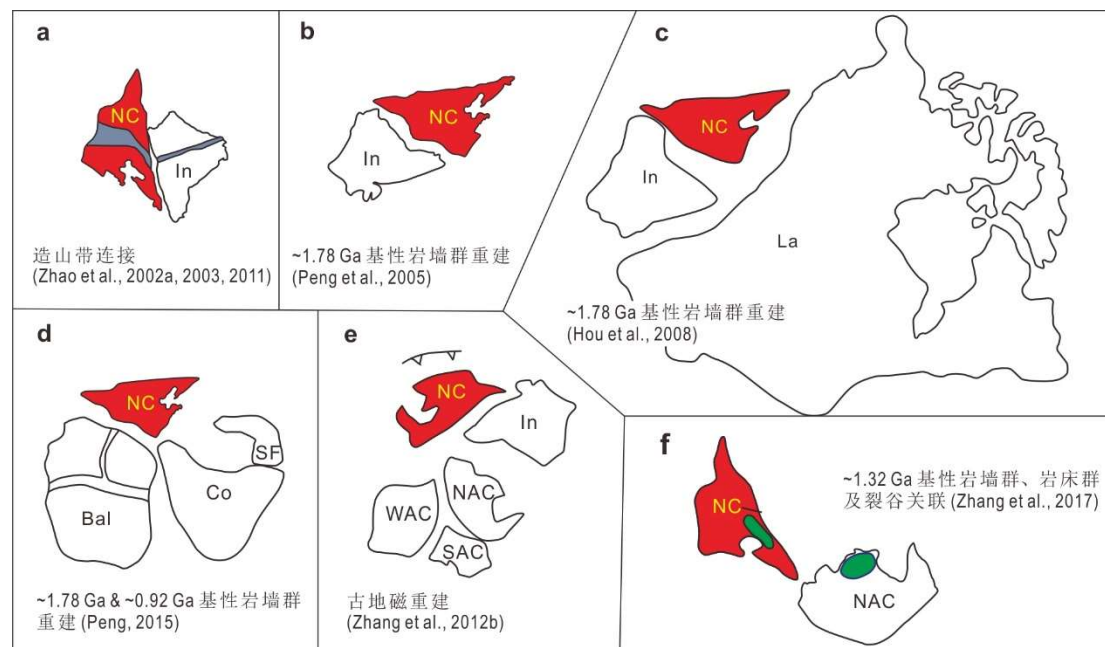 a
NC
In
造山带连接
(Zhao et al., 2002a, 2003, 2011)
b
NC
In
~1.78 Ga 基性岩墙群重建
(Peng et al., 2005)
c
NC
In
La
~1.78 Ga 基性岩墙群重建
(Hou et al., 2008)
d
NC
SF
Co
Bal
~1.78 Ga & ~0.92 Ga 基性岩墙群
重建 (Peng, 2015)
e
NC
In
NAC
WAC
SAC
古地磁重建
(Zhang et al., 2012b)
f
~1.32 Ga 基性岩墙群、岩床群
及裂谷关联 (Zhang et al., 2017)
NC
NAC